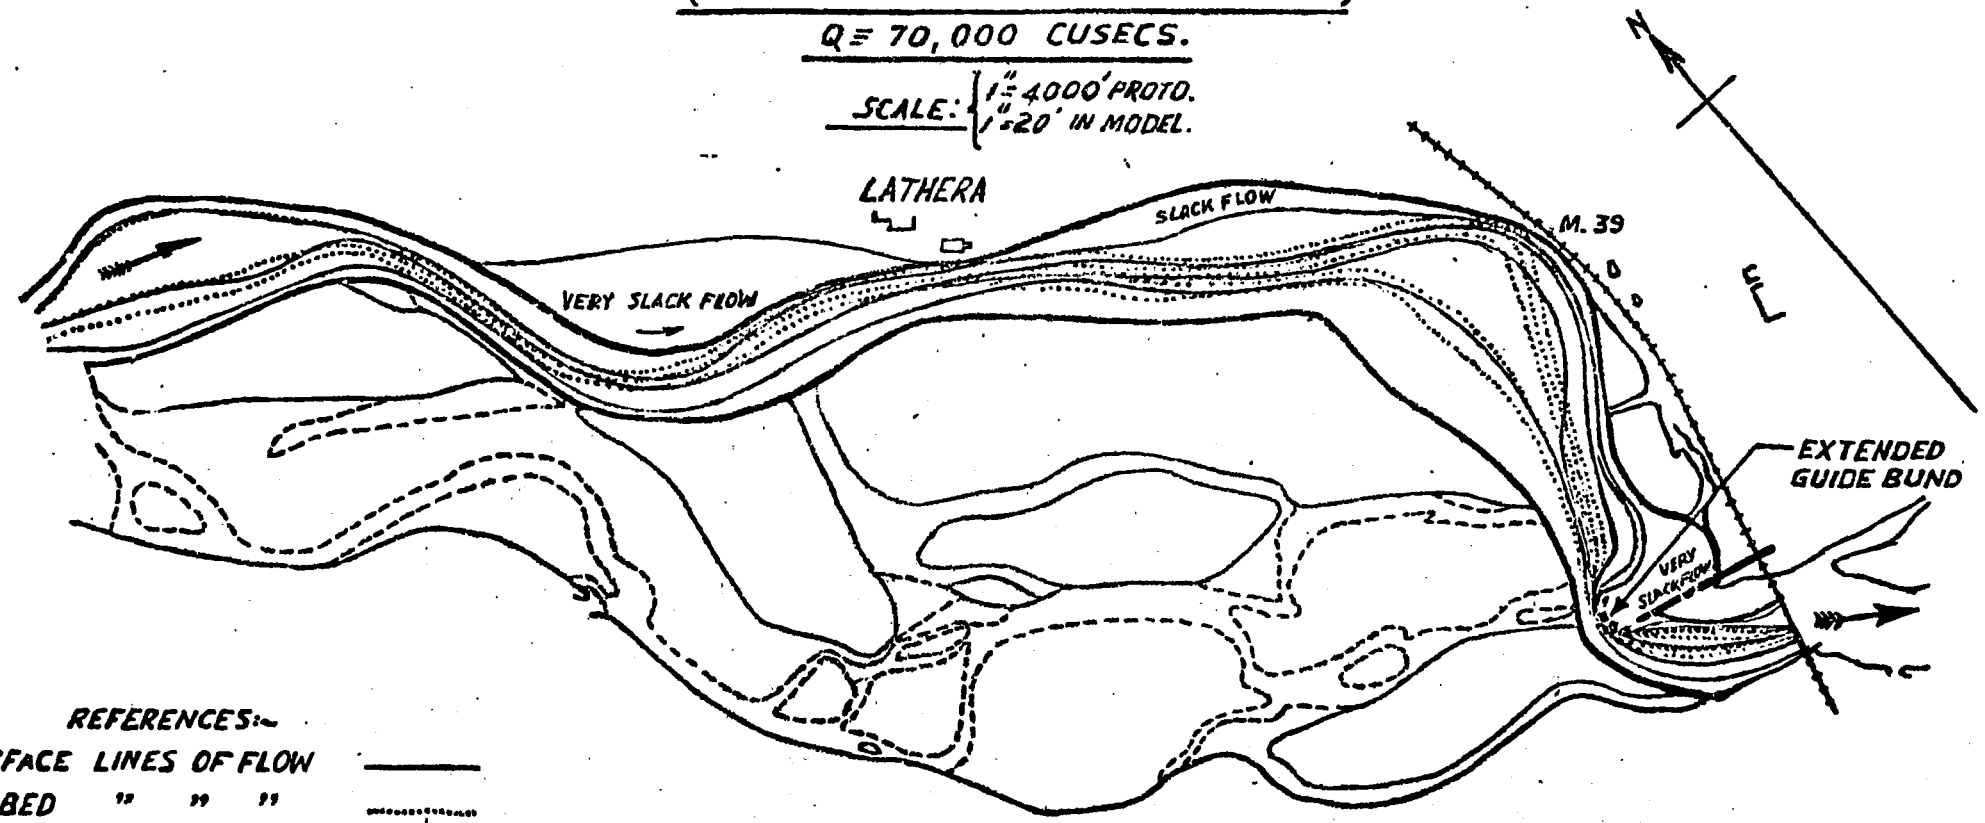 Q = 70,000 CUSECS.
SCALE: { 1" = 4000' PROTO.
1" = 20' IN MODEL.
N
LATHERA
SLACK FLOW
M. 39
VERY SLACK FLOW
EXTENDED
GUIDE BUND
VERY
SLACK FLOW
REFERENCES:~
FACE LINES OF FLOW
BED " " "